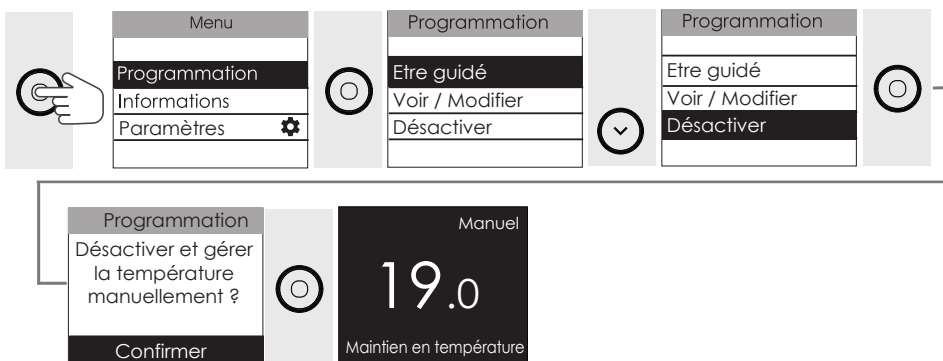 Menu
Programmation
Informations
Paramètres
Programmation
Etre guidé
Voir / Modifier
Désactiver
Programmation
Etre guidé
Voir / Modifier
Désactiver
Programmation
Désactiver et gérer
la température
manuellement ?
Confirmer
Manuel
19.0
Maintien en température